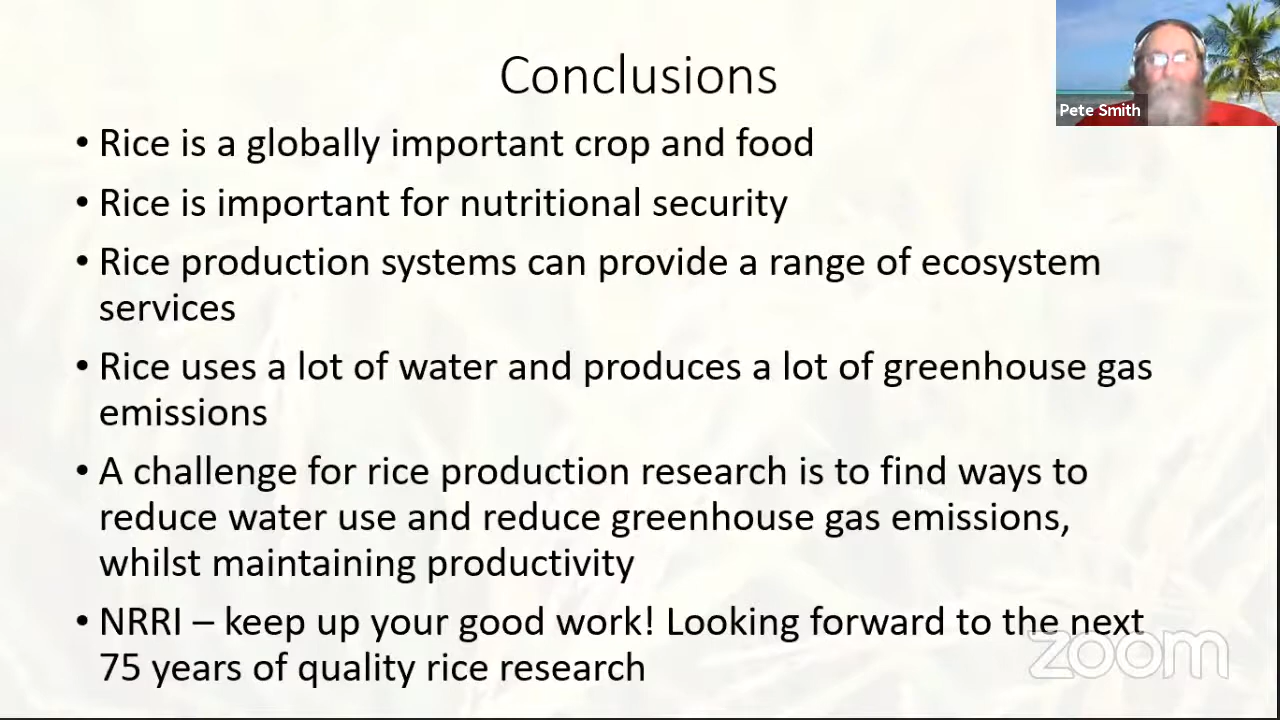 Conclusions
Pete Smith
• Rice is a globally important crop and food
• Rice is important for nutritional security
• Rice production systems can provide a range of ecosystem
services
• Rice uses a lot of water and produces a lot of greenhouse gas
emissions
• A challenge for rice production research is to find ways to
reduce water use and reduce greenhouse gas emissions,
whilst maintaining productivity
• NRRI – keep up your good work! Looking forward to the next
75 years of quality rice research
zoom